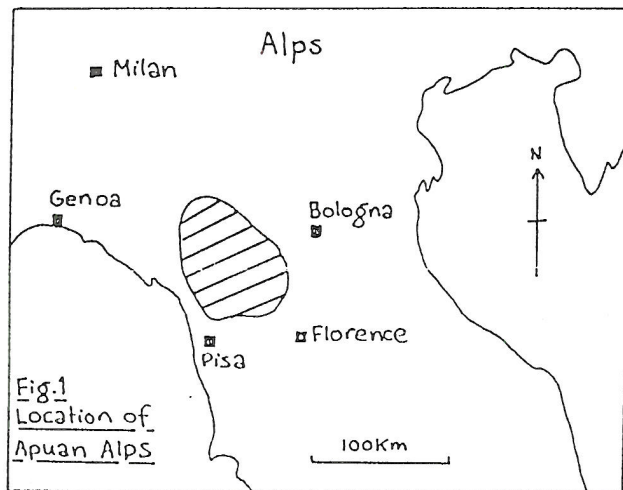 Alps
Milan
N
Genoa
Bologna
Florence
Pisa
Fig.1
Location of
Apuan Alps
100Km